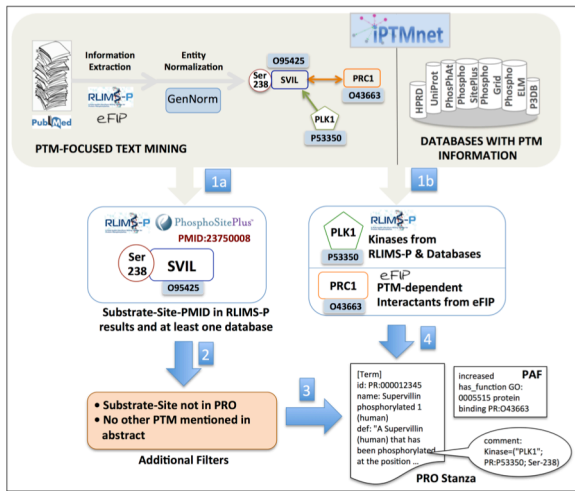 iPTMnet
Information
Extraction
Entity
Normalization
RLIMS-P
eFIP
GenNorm
PubMed
O95425
Ser
238
SVIL
PRC1
O43663
PLK1
P53350
PTM-FOCUSED TEXT MINING
HPRD
UniProt
PhosPhAt
Phospho
SitePlus
Phospho
Grid
Phospho
ELM
P3DB
DATABASES WITH PTM
INFORMATION
1a
1b
RLIMS-P
PhosphoSitePlus®
PMID:23750008
Ser
238
SVIL
O95425
Substrate-Site-PMID in RLIMS-P
results and at least one database
PLK1
P53350
RLIMS-P
Kinases from
RLIMS-P & Databases
PRC1
O43663
eFIP
PTM-dependent
Interactants from eFIP
2
4
• Substrate-Site not in PRO
• No other PTM mentioned in
abstract
Additional Filters
3
[Term]
id: PR:000012345
name: Supervillin
phosphorylated 1
(human)
def: "A Supervillin
(human) that has
been phosphorylated
at the position ...
PRO Stanza
PAF
increased
has_function GO:
0005515 protein
binding PR:O43663
comment:
Kinase=("PLK1";
PR:P53350; Ser-238)